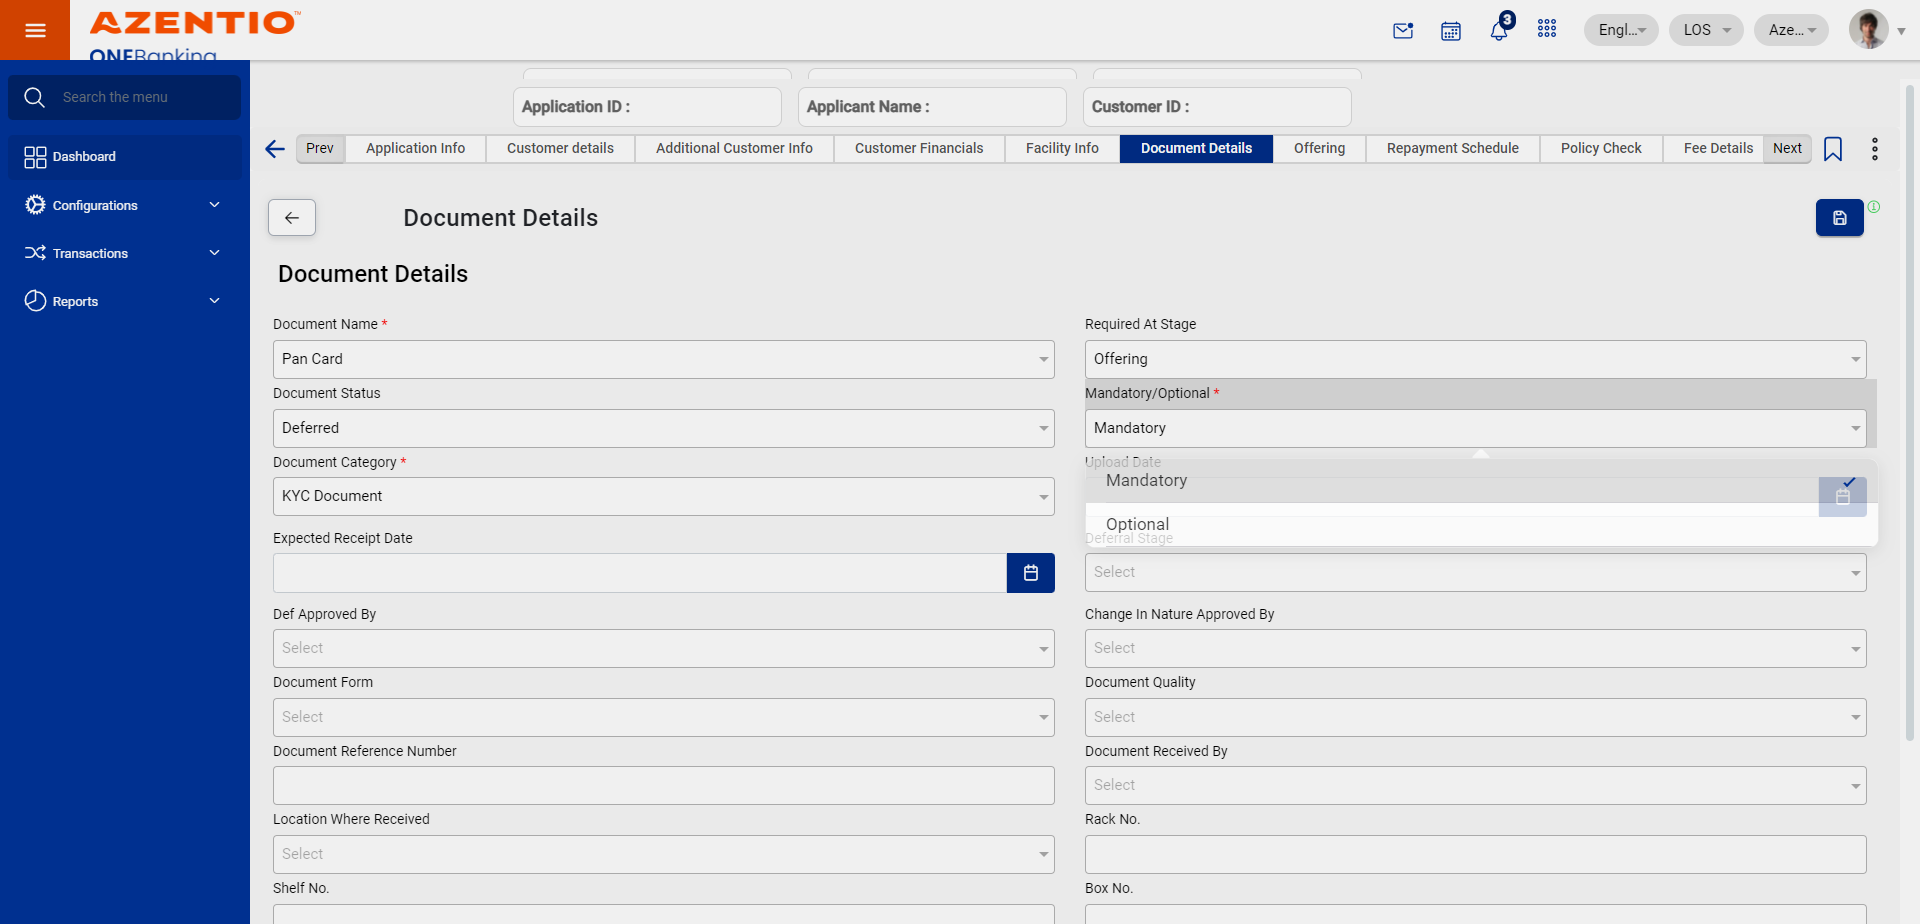 AZENTIO™
ONEBanking
3
Engl...
LOS
Aze...
Search the menu
Dashboard
Configurations
Transactions
Reports
Application ID :
Applicant Name :
Customer ID :
Prev
Application Info
Customer details
Additional Customer Info
Customer Financials
Facility Info
Document Details
Offering
Repayment Schedule
Policy Check
Fee Details
Next
Document Details
Document Details
Document Name *
Required At Stage
Pan Card
Offering
Document Status
Mandatory/Optional *
Deferred
Mandatory
Document Category *
Upload Date
KYC Document
Mandatory
Optional
Expected Receipt Date
Deferral Stage
Select
Def Approved By
Change In Nature Approved By
Select
Select
Document Form
Document Quality
Select
Select
Document Reference Number
Document Received By
Select
Location Where Received
Rack No.
Select
Shelf No.
Box No.